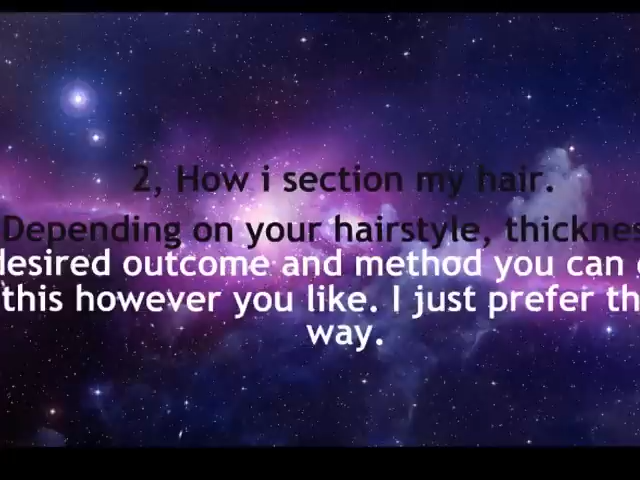 2, How i section my hair.
Depending on your hairstyle, thicknes
desired outcome and method you can
this however you like. I just prefer th
way.